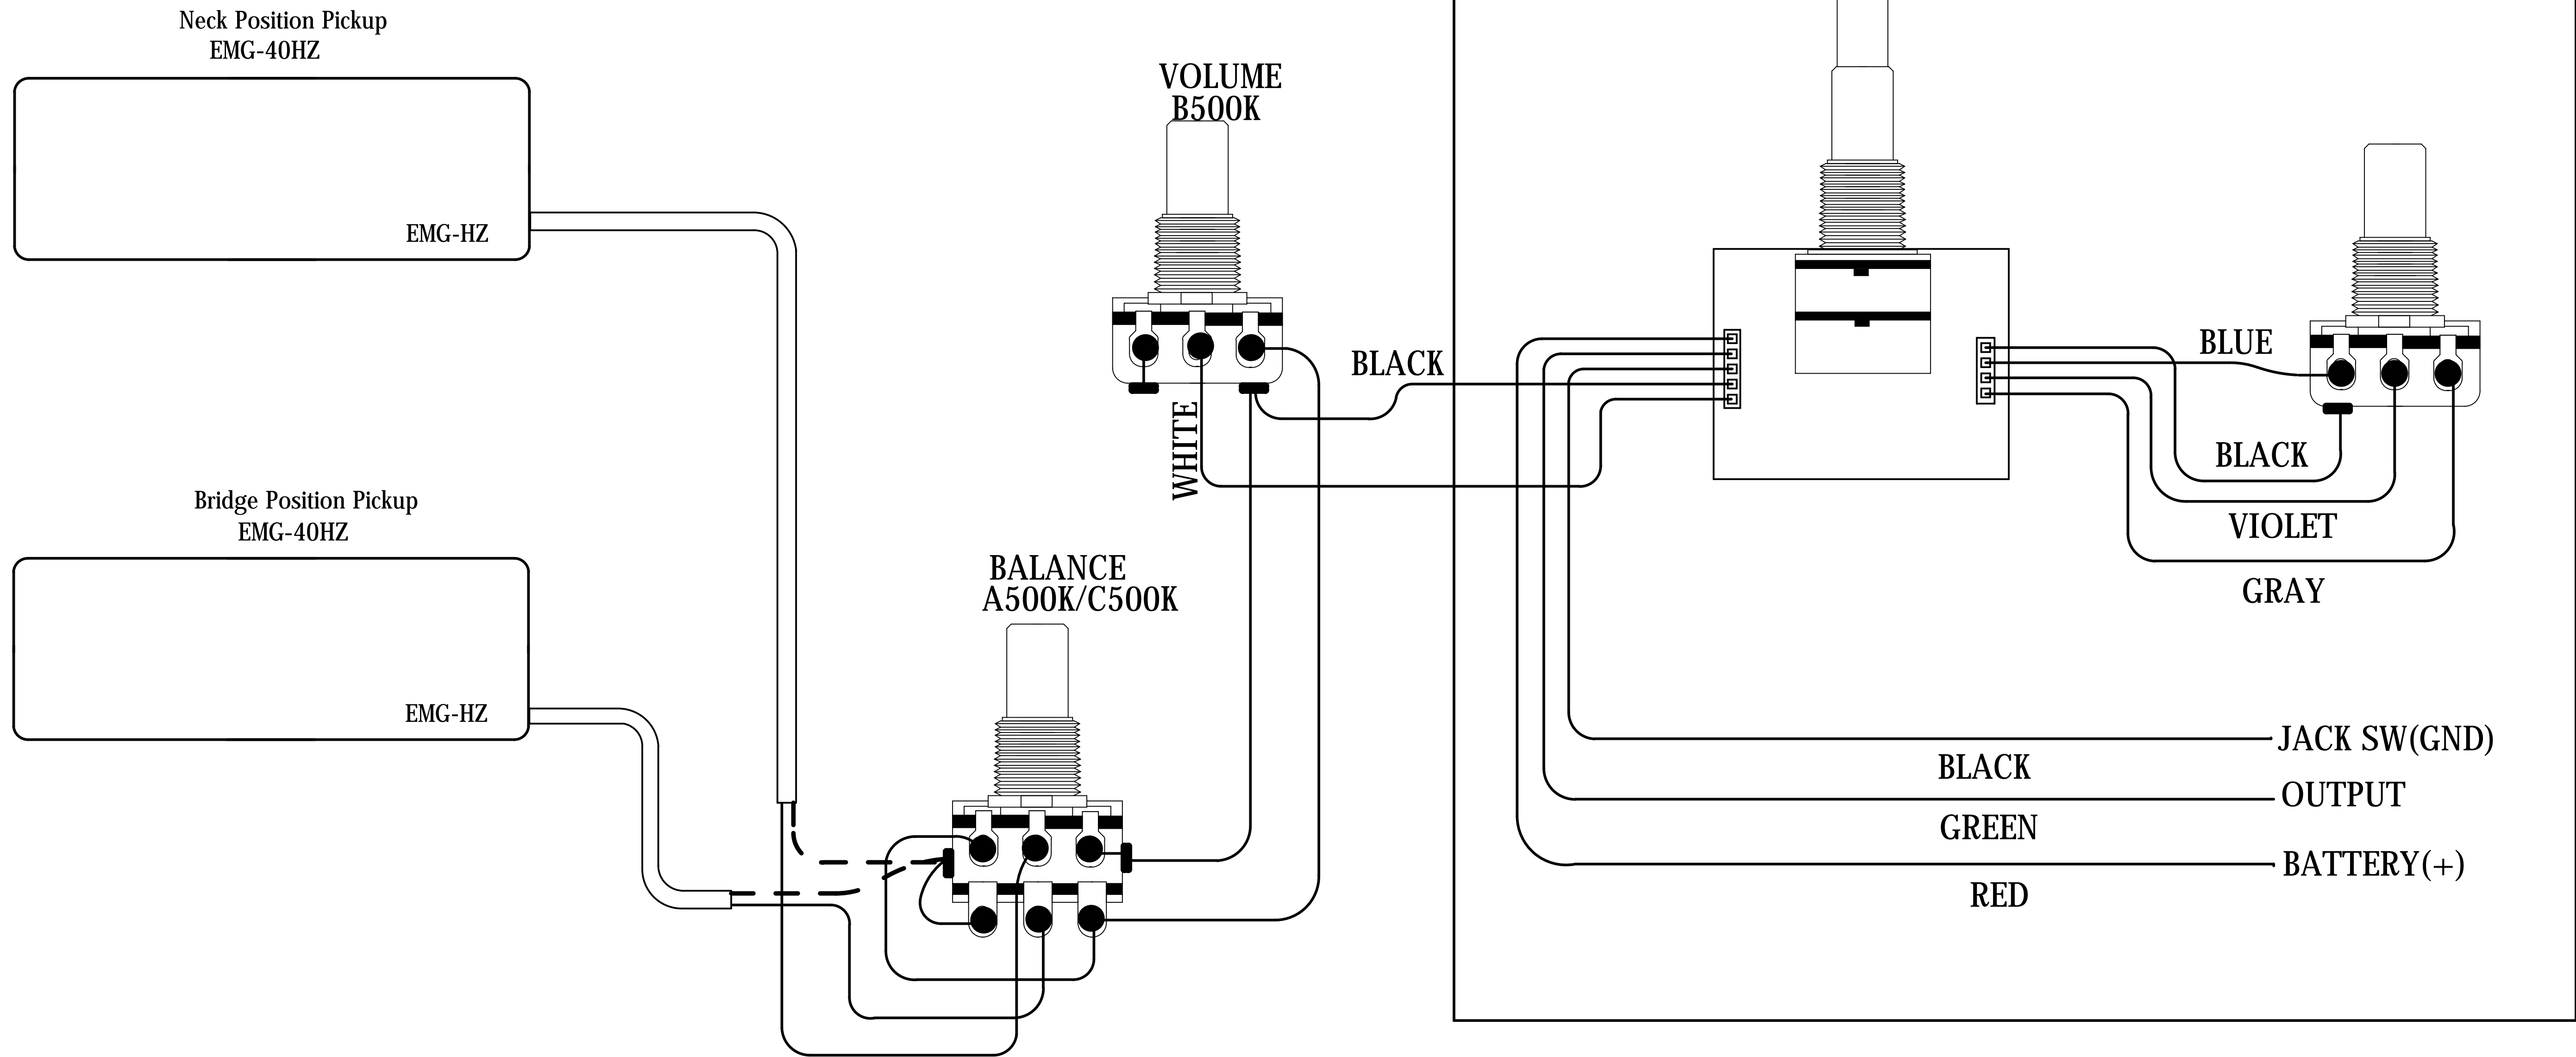 Neck Position Pickup
EMG-40HZ
EMG-HZ
Bridge Position Pickup
EMG-40HZ
EMG-HZ
VOLUME
B500K
WHITE
BLACK
BALANCE
A500K/C500K
BLUE
BLACK
VIOLET
GRAY
JACK SW(GND)
BLACK
OUTPUT
GREEN
BATTERY(+)
RED